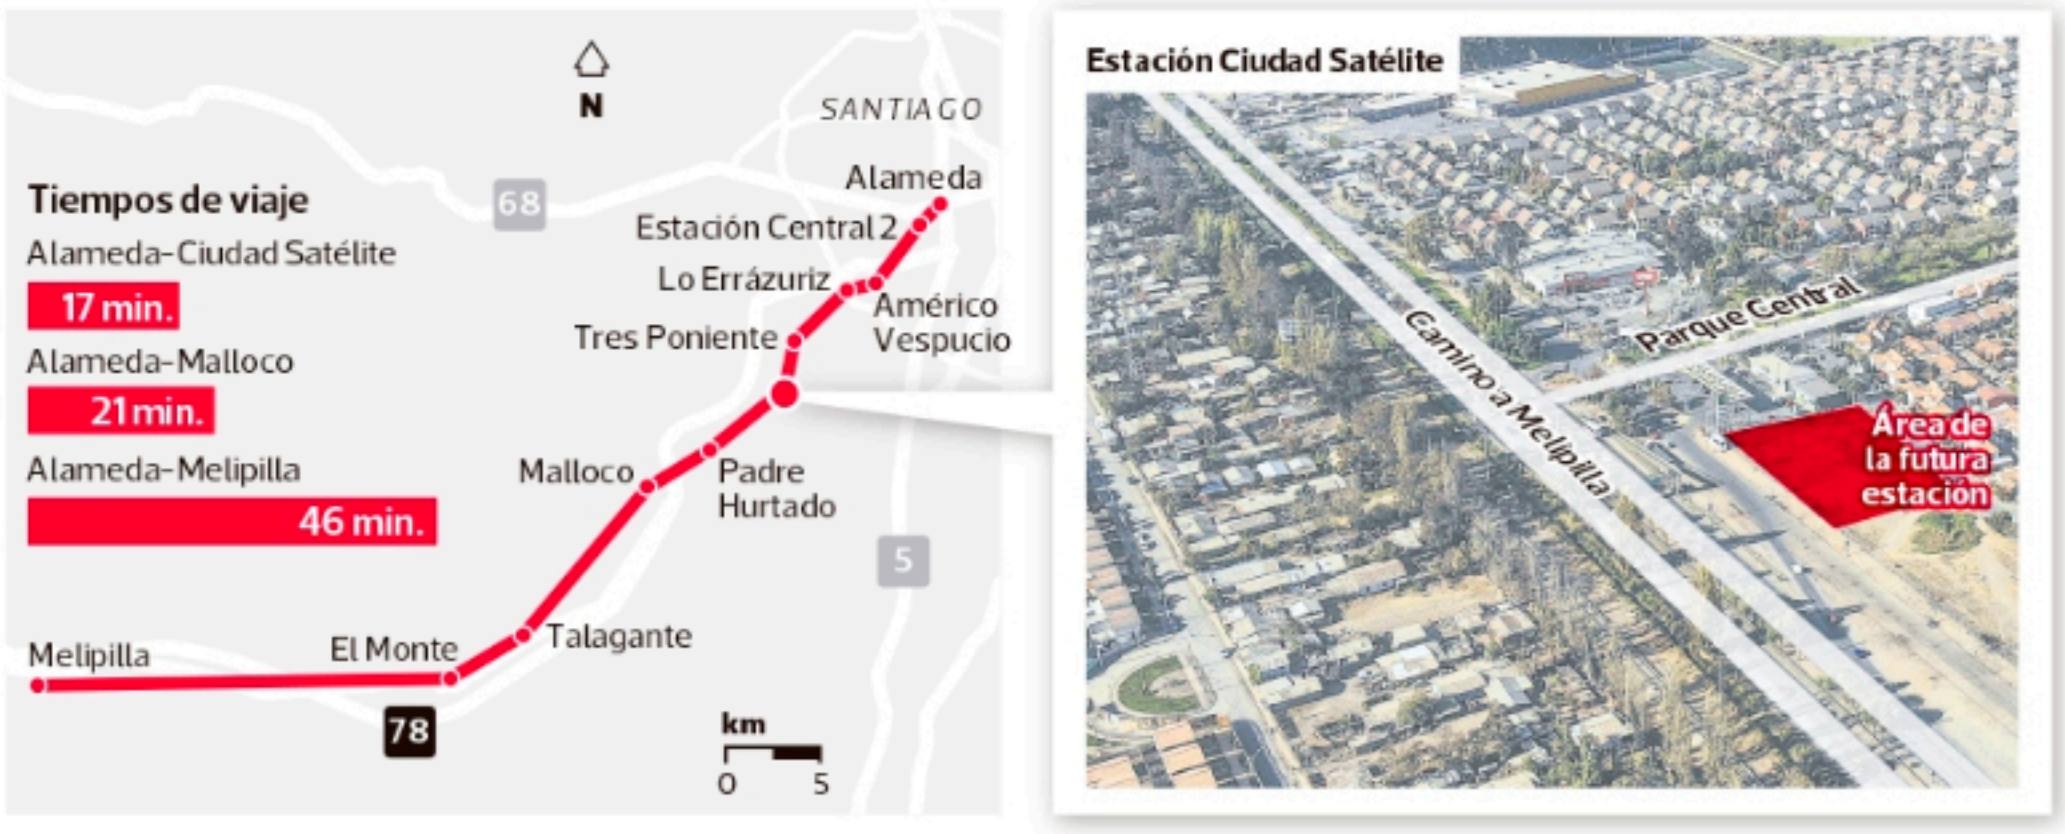 N
SANTIAGO
68
Tiempos de viaje
Alameda-Ciudad Satélite
17 min.
Alameda-Malloco
21 min.
Alameda-Melipilla
46 min.
Alameda
Estación Central 2
Lo Errázuriz
Américo
Vespucio
Tres Poniente
Malloco
Padre
Hurtado
5
Talagante
El Monte
Melipilla
78
km
0 5
Estación Ciudad Satélite
Parque Central
Camino a Melipilla
Área de
la futura
estación